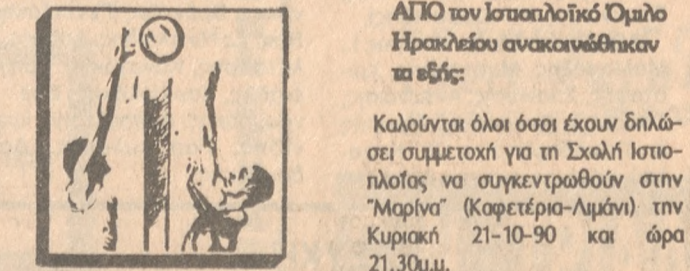 ΑΠΟ τον Ιστιοπλοϊκό Όμιλο
Ηρακλείου ανακοινώθηκαν
τα εξής:
Καλούνται όλοι όσοι έχουν δηλώ-
σει συμμετοχή για τη Σχολή Ιστιο-
πλοΐας να συγκεντρωθούν στην
"Μαρίνα" (Καφετέρια-Λιμάνι) την
Κυριακή 21-10-90 και ώρα
21.30μ.μ.